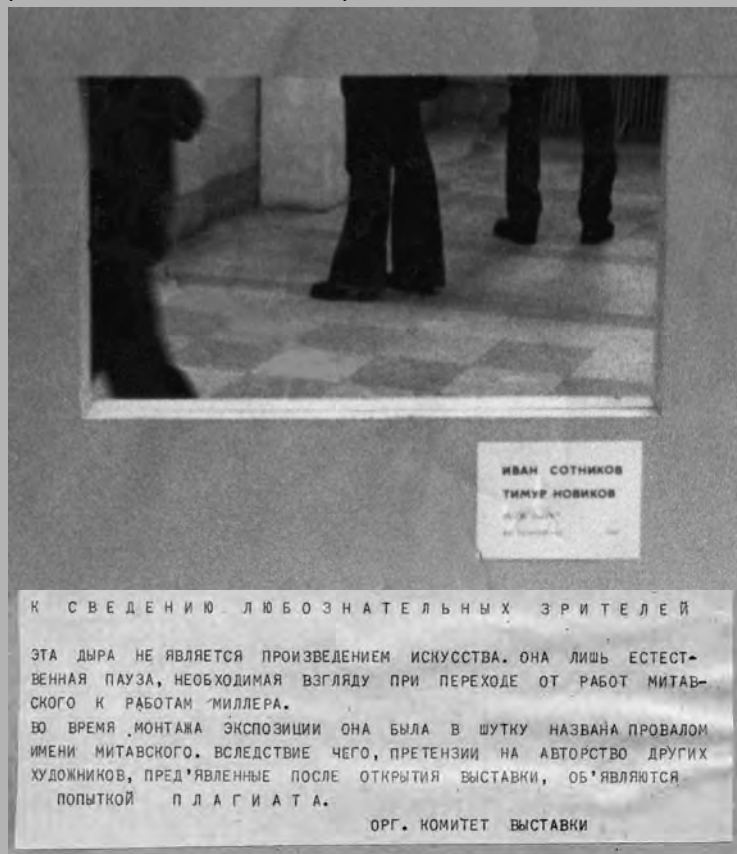 ИВАН СОТНИКОВ
ТИМУР НОВИКОВ
К СВЕДЕНИЮ ЛЮБОЗНАТЕЛЬНЫХ ЗРИТЕЛЕЙ
ЭТА ДЫРА НЕ ЯВЛЯЕТСЯ ПРОИЗВЕДЕНИЕМ ИСКУССТВА. ОНА ЛИШЬ ЕСТЕСТ-
ВЕННАЯ ПАУЗА, НЕОБХОДИМАЯ ВЗГЛЯДУ ПРИ ПЕРЕХОДЕ ОТ РАБОТ МИТАВ-
СКОГО К РАБОТАМ МИЛЛЕРА.
ВО ВРЕМЯ МОНТАЖА ЭКСПОЗИЦИИ ОНА БЫЛА В ШУТКУ НАЗВАНА ПРОВАЛОМ
ИМЕНИ МИТАВСКОГО. ВСЛЕДСТВИЕ ЧЕГО, ПРЕТЕНЗИИ НА АВТОРСТВО ДРУГИХ
ХУДОЖНИКОВ, ПРЕД'ЯВЛЕННЫЕ ПОСЛЕ ОТКРЫТИЯ ВЫСТАВКИ, ОБ'ЯВЛЯЮТСЯ
ПОПЫТКОЙ ПЛАГИАТА.
ОРГ. КОМИТЕТ ВЫСТАВКИ